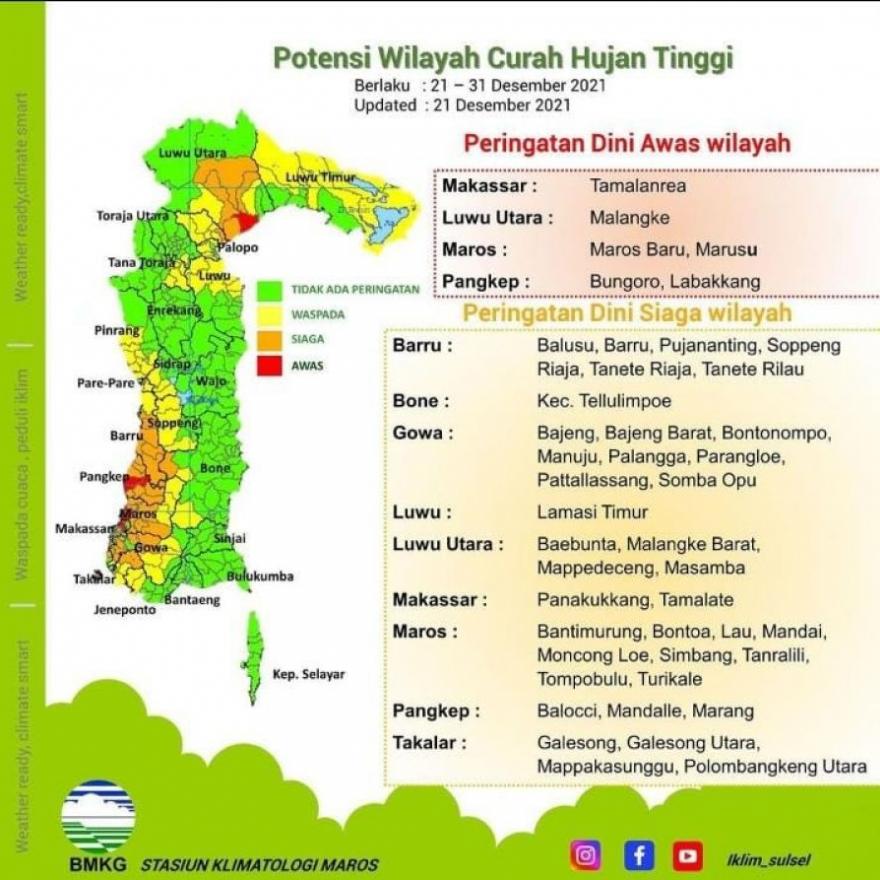 Potensi Wilayah Curah Hujan Tinggi
Berlaku : 21 – 31 Desember 2021
Updated : 21 Desember 2021
Peringatan Dini Awas wilayah
Makassar : Tamalanrea
Luwu Utara : Malangke
Maros : Maros Baru, Marusu
Pangkep : Bungoro, Labakkang
Peringatan Dini Siaga wilayah
Barru : Balusu, Barru, Pujananting, Soppeng
Riaja, Tanete Riaja, Tanete Rilau
Bone : Kec. Tellulimpoe
Gowa : Bajeng, Bajeng Barat, Bontonompo,
Manuju, Palangga, Parangloe,
Pattallassang, Somba Opu
Luwu : Lamasi Timur
Luwu Utara : Baebunta, Malangke Barat,
Mappedeceng, Masamba
Makassar : Panakukkang, Tamalate
Maros : Bantimurung, Bontoa, Lau, Mandai,
Moncong Loe, Simbang, Tanralili,
Tompobulu, Turikale
Pangkep : Balocci, Mandalle, Marang
Takalar : Galesong, Galesong Utara,
Mappakasunggu, Polombangkeng Utara
Luwu Utara
Luwu Timur
Toraja Utara
Palopo
Tana Toraja
Luwu
Enrekang
Pinrang
Sidrap
Pare-Pare
Wajo
Soppeng
Barru
Bone
Pangkep
Maros
Makassar
Gowa
Sinjai
Takalar
Bulukumba
Bantaeng
Jeneponto
Kep. Selayar
TIDAK ADA PERINGATAN
WASPADA
SIAGA
AWAS
Weather ready,climate smart
Waspada cuaca , peduli iklim
Weather ready, climate smart
BMKG
STASIUN KLIMATOLOGI MAROS
Iklim_sulsel